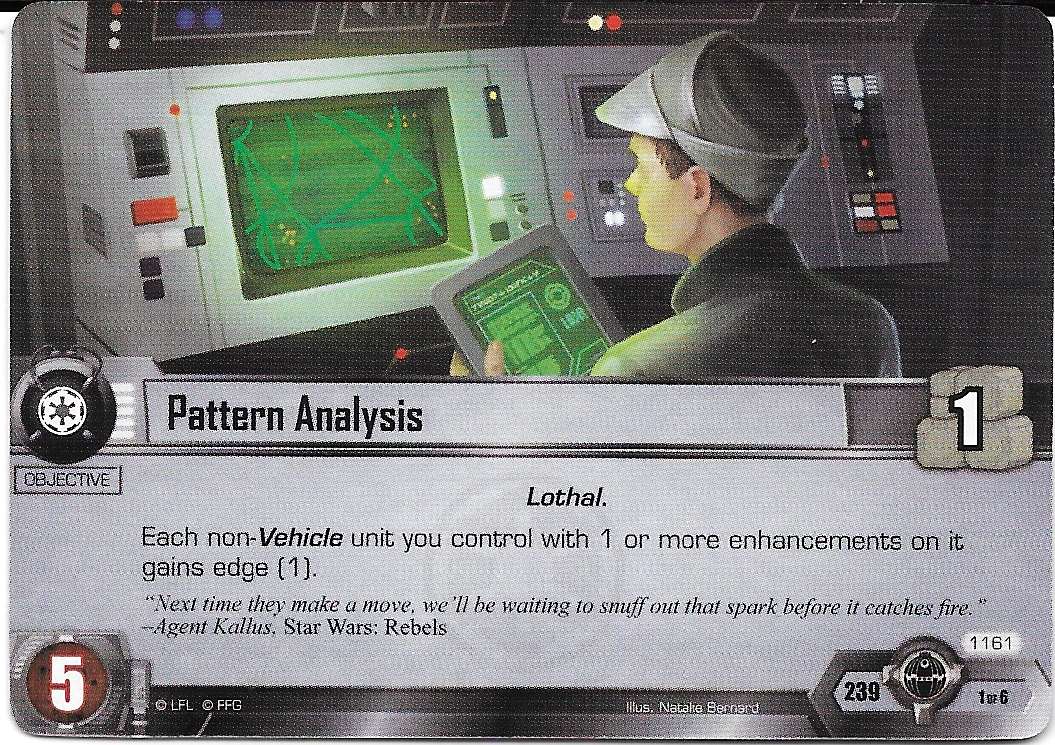 Pattern Analysis
1
OBJECTIVE
Lothal.
Each non-Vehicle unit you control with 1 or more enhancements on it
gains edge (1).
"Next time they make a move, we'll be waiting to snuff out that spark before it catches fire."
–Agent Kallus, Star Wars: Rebels
1161
5
239
1 OF 6
© LFL © FFG
Illus. Natalie Bernard